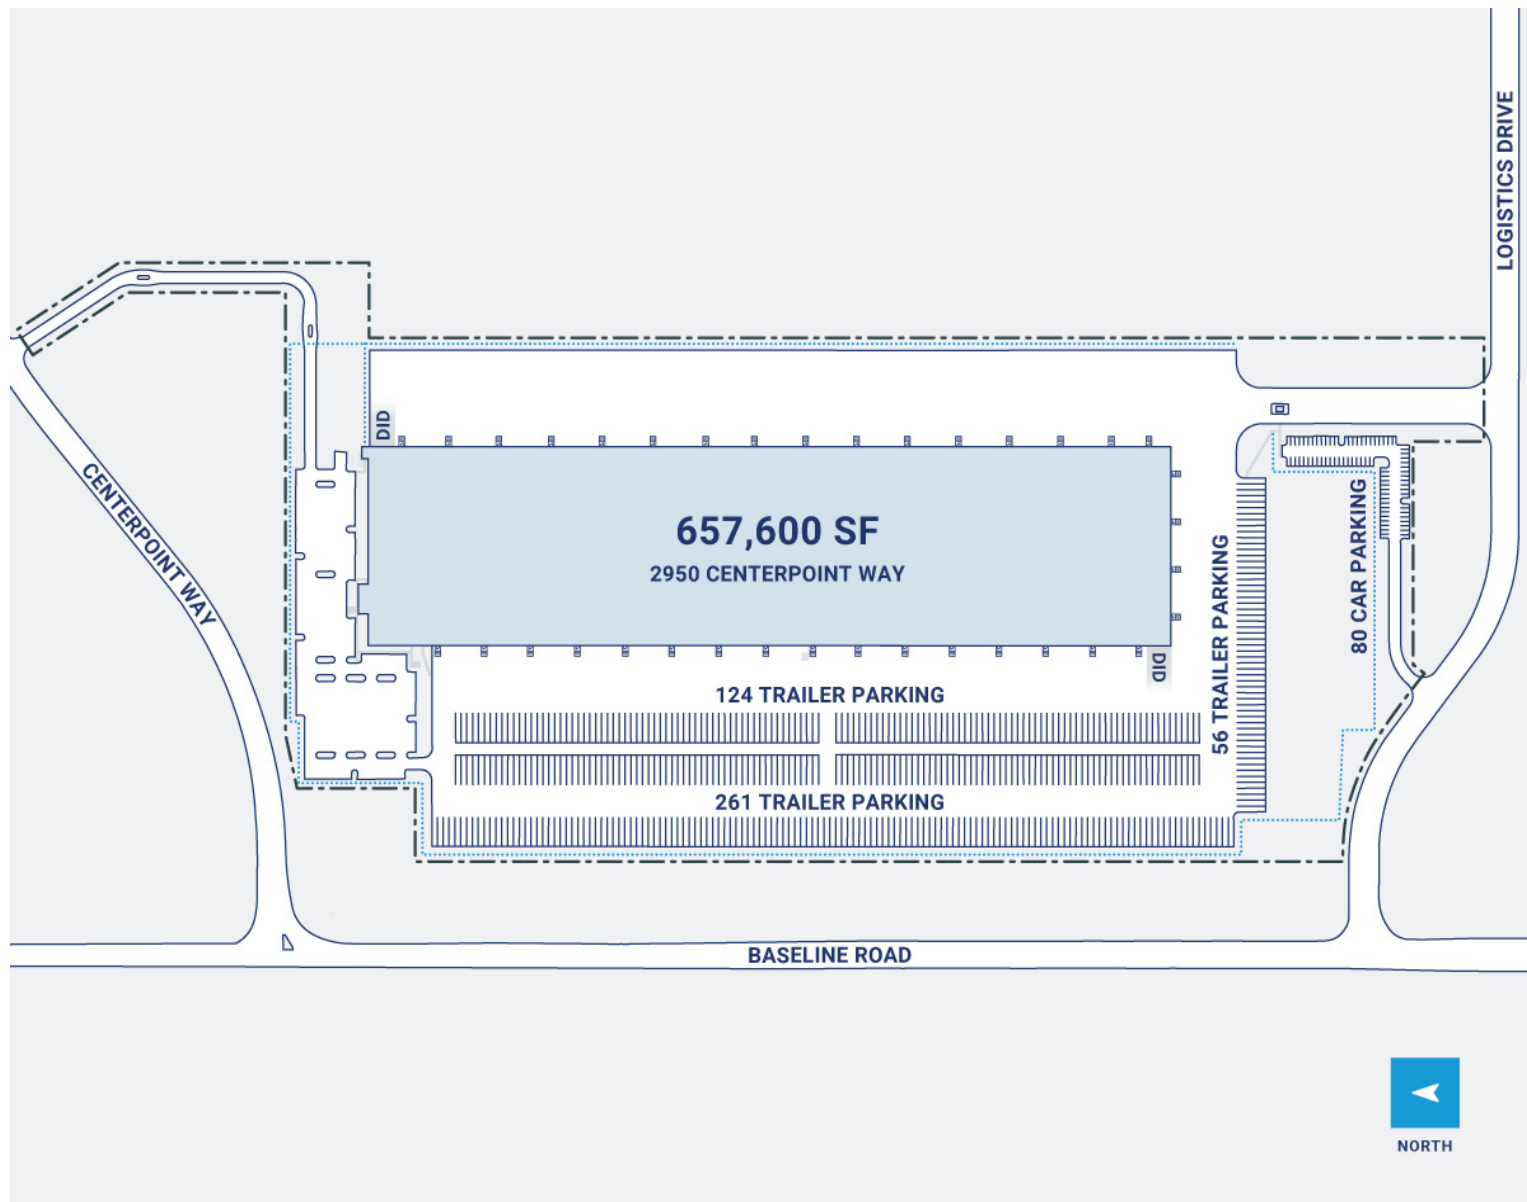 LOGISTICS DRIVE
DID
CENTERPOINT WAY
657,600 SF
2950 CENTERPOINT WAY
56 TRAILER PARKING
80 CAR PARKING
DID
124 TRAILER PARKING
261 TRAILER PARKING
BASELINE ROAD
NORTH